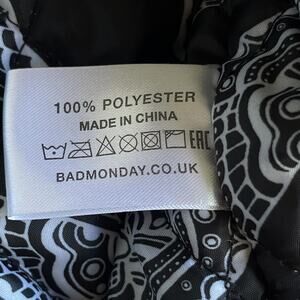 100% POLYESTER
MADE IN CHINA
EAC
BADMONDAY.CO.UK